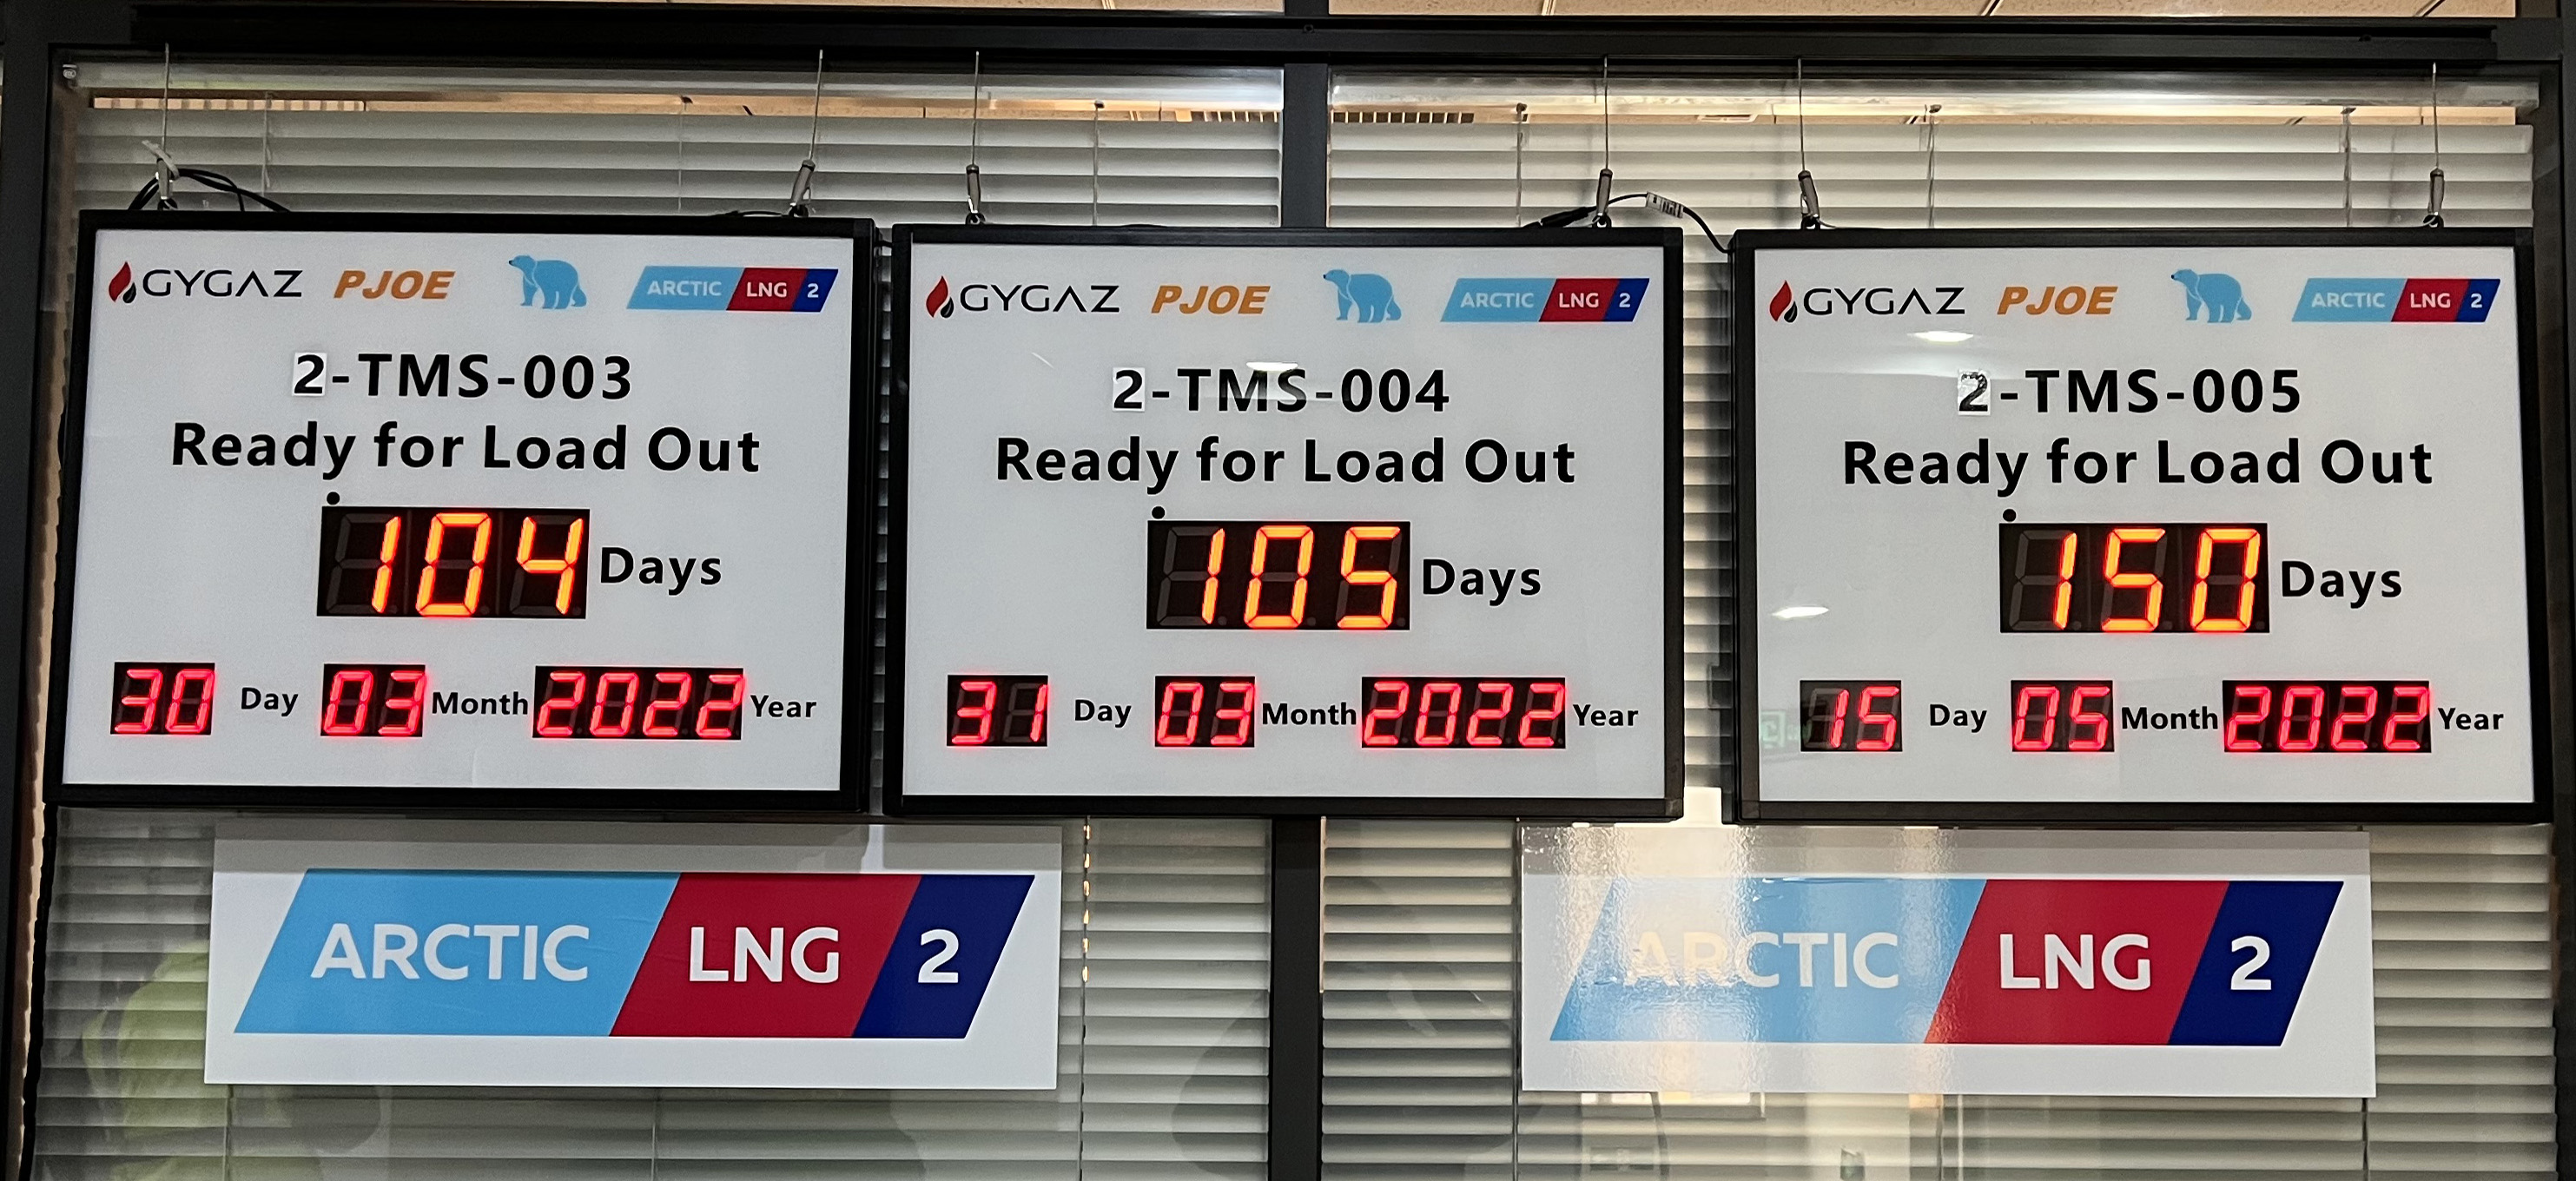 GYGAZ PJOE ARCTIC LNG 2
2-TMS-003
Ready for Load Out
104 Days
30 Day 03 Month 2022 Year
GYGAZ PJOE ARCTIC LNG 2
2-TMS-004
Ready for Load Out
105 Days
31 Day 03 Month 2022 Year
GYGAZ PJOE ARCTIC LNG 2
2-TMS-005
Ready for Load Out
150 Days
15 Day 05 Month 2022 Year
ARCTIC LNG 2
ARCTIC LNG 2